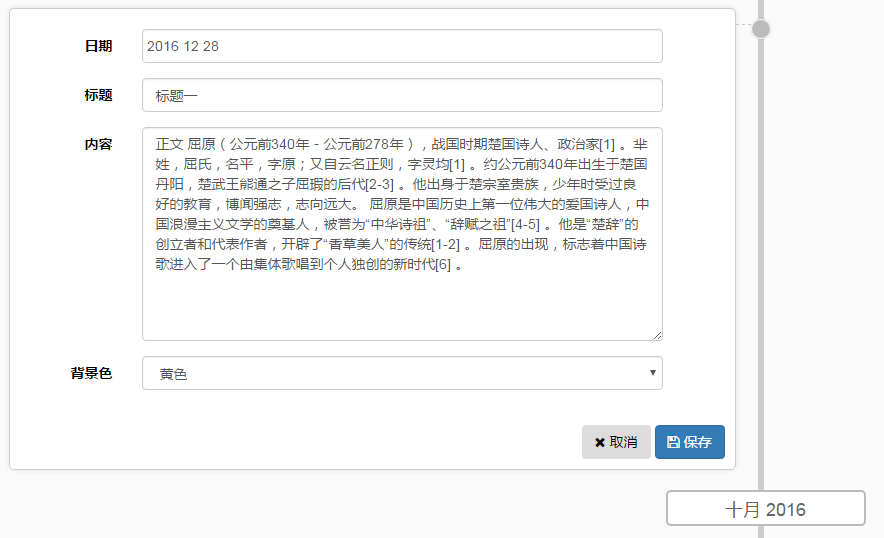 日期
2016 12 28
标题
标题一
内容
正文 屈原（公元前340年－公元前278年），战国时期楚国诗人、政治家[1] 。芈
姓，屈氏，名平，字原；又自云名正则，字灵均[1] 。约公元前340年出生于楚国
丹阳，楚武王熊通之子屈瑕的后代[2-3] 。他出身于楚宗室贵族，少年时受过良
好的教育，博闻强志，志向远大。 屈原是中国历史上第一位伟大的爱国诗人，中
国浪漫主义文学的奠基人，被誉为“中华诗祖”、“辞赋之祖”[4-5] 。他是“楚辞”的
创立者和代表作者，开辟了“香草美人”的传统[1-2] 。屈原的出现，标志着中国诗
歌进入了一个由集体歌唱到个人独创的新时代[6] 。
背景色
黄色
取消
保存
十月 2016